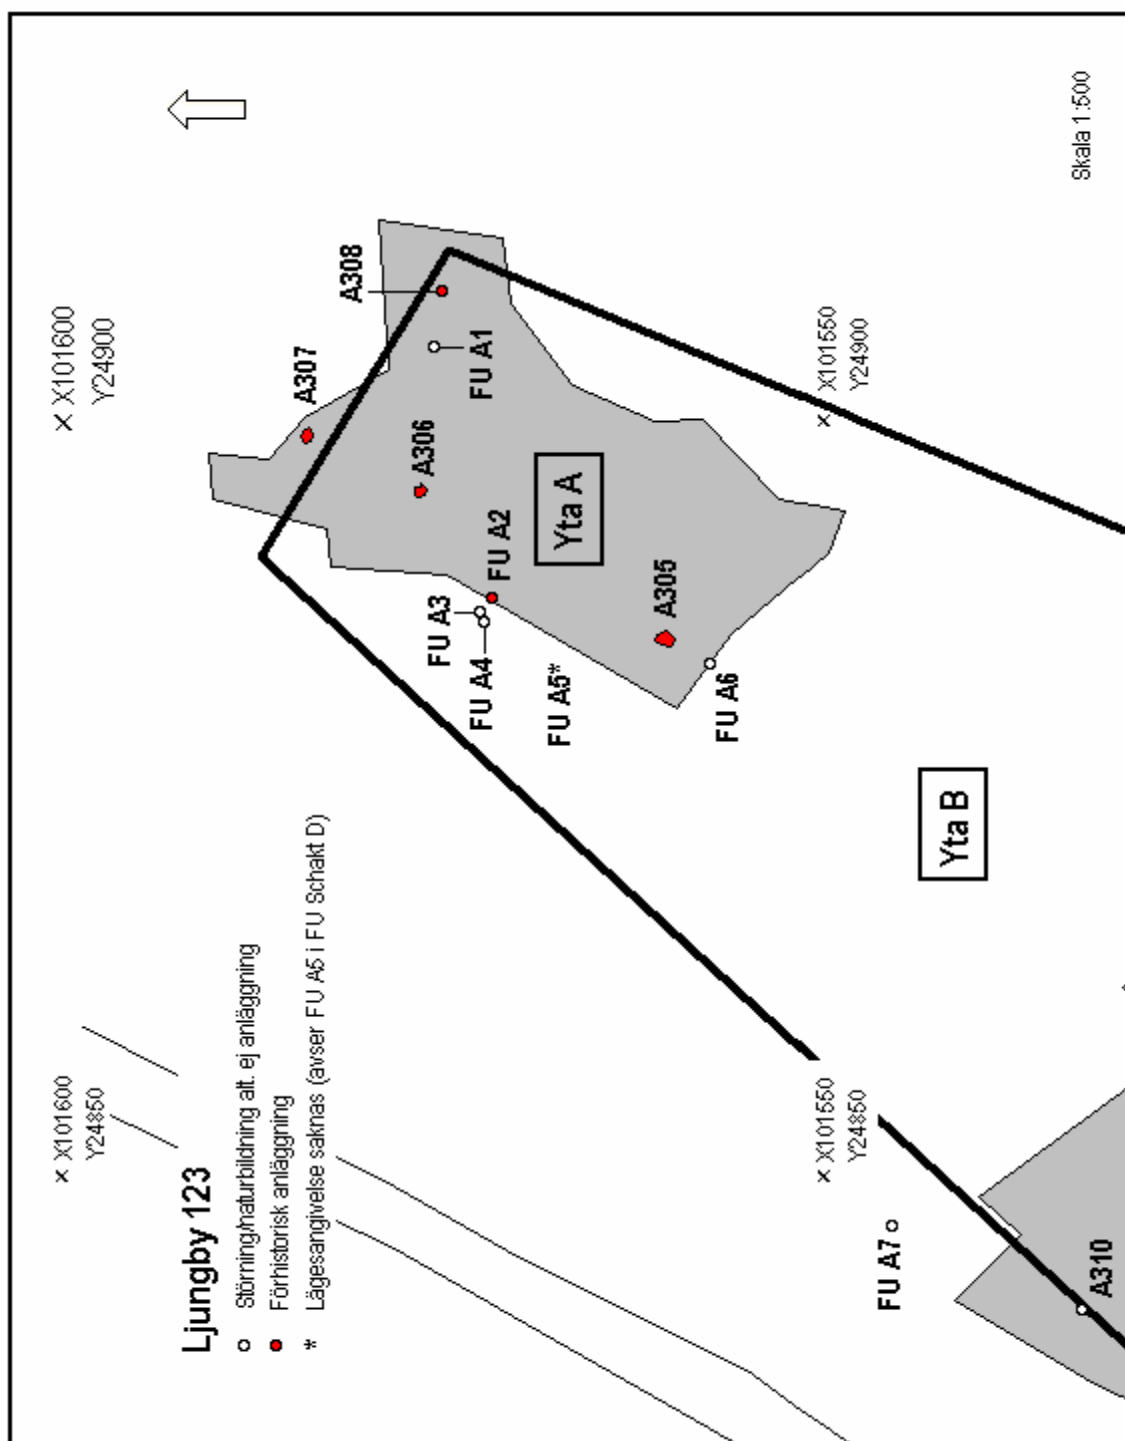 × X101600
Y24850
× X101600
Y24900
Ljungby 123
Störning/naturbildning alt. ej anläggning
Förhistorisk anläggning
* Lägesangivelse saknas (avser FU A5 i FU Schakt D)
A307
A308
A306
FU A1
FU A3
FU A4
FU A2
FU A5*
Yta A
A305
FU A6
× X101550
Y24850
× X101550
Y24900
FU A7
Yta B
Skala 1:500
A310